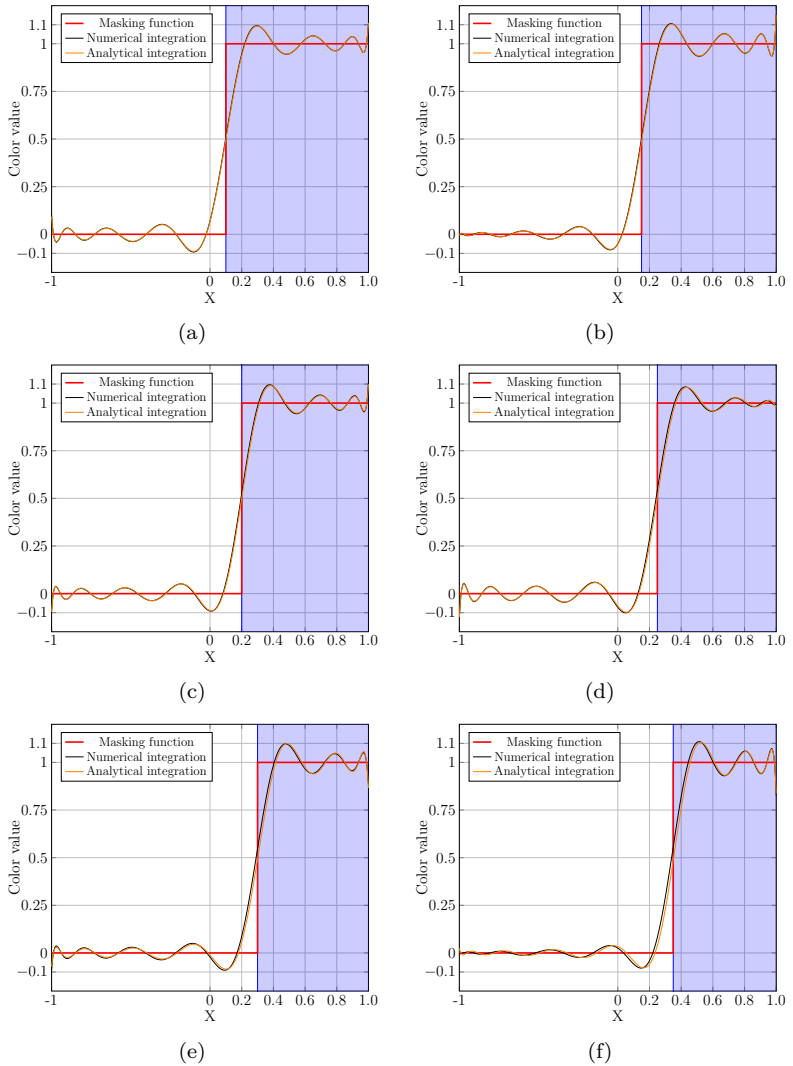 Masking function
Numerical integration
Analytical integration
1.1
1
0.75
0.5
0.25
0
−0.1
Color value
-1
0
0.2
0.4
0.6
0.8
1.0
X
(a)
Masking function
Numerical integration
Analytical integration
1.1
1
0.75
0.5
0.25
0
−0.1
Color value
-1
0
0.2
0.4
0.6
0.8
1.0
X
(b)
Masking function
Numerical integration
Analytical integration
1.1
1
0.75
0.5
0.25
0
−0.1
Color value
-1
0
0.2
0.4
0.6
0.8
1.0
X
(c)
Masking function
Numerical integration
Analytical integration
1.1
1
0.75
0.5
0.25
0
−0.1
Color value
-1
0
0.2
0.4
0.6
0.8
1.0
X
(d)
Masking function
Numerical integration
Analytical integration
1.1
1
0.75
0.5
0.25
0
−0.1
Color value
-1
0
0.2
0.4
0.6
0.8
1.0
X
(e)
Masking function
Numerical integration
Analytical integration
1.1
1
0.75
0.5
0.25
0
−0.1
Color value
-1
0
0.2
0.4
0.6
0.8
1.0
X
(f)